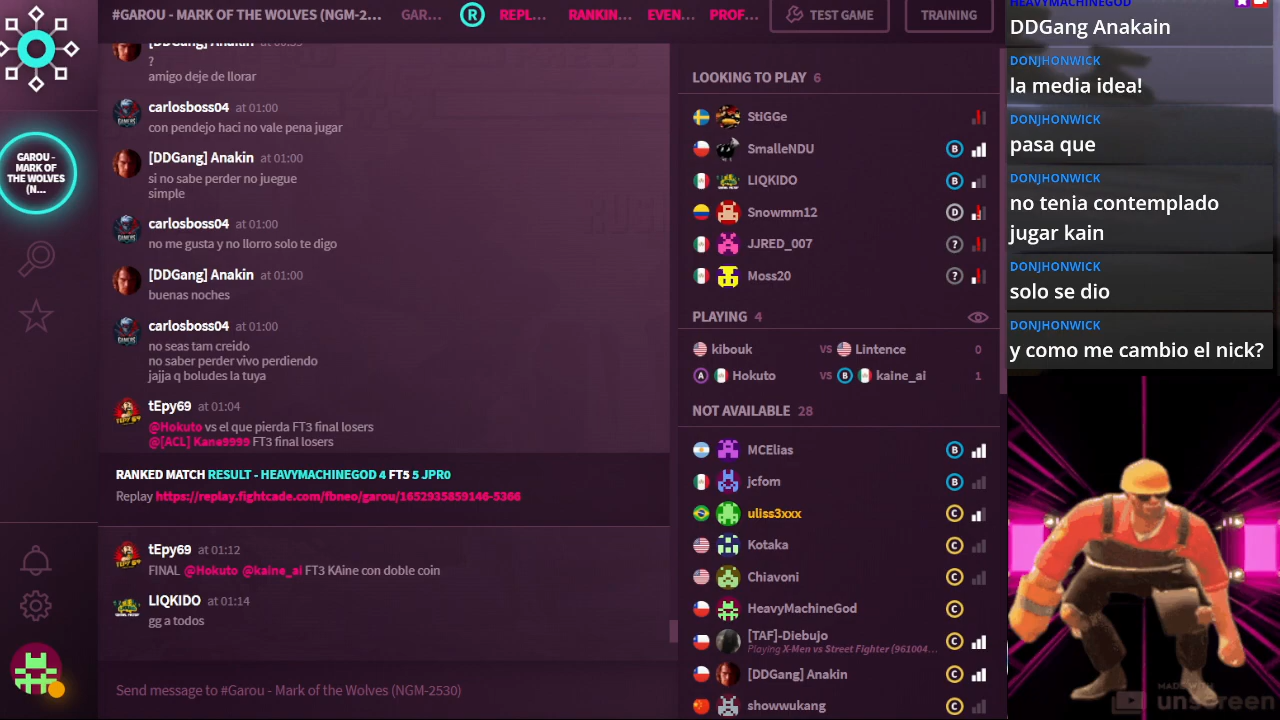 #GAROU - MARK OF THE WOLVES (NGM-2...
GAR...
R
REPL...
RANKIN...
EVEN...
PROF...
TEST GAME
TRAINING
GAROU -
MARK OF
THE WOLVES
(N...
[DDGang] Anakin
?
amigo deje de llorar
carlosboss04 at 01:00
con pendejo haci no vale pena jugar
[DDGang] Anakin at 01:00
si no sabe perder no juegue
simple
carlosboss04 at 01:00
no me gusta y no llorro solo te digo
[DDGang] Anakin at 01:00
buenas noches
carlosboss04 at 01:00
no seas tam creido
no saber perder vivo perdiendo
jajja q boludes la tuya
tEpy69 at 01:04
@Hokuto vs el que pierda FT3 final losers
@[ACL] Kane9999 FT3 final losers
RANKED MATCH RESULT - HEAVYMACHINEGOD 4 FT5 5 JPR0
Replay https://replay.fightcade.com/fbneo/garou/1652935859146-5366
tEpy69 at 01:12
FINAL @Hokuto @kaine_ai FT3 KAine con doble coin
LIQKIDO at 01:14
gg a todos
Send message to #Garou - Mark of the Wolves (NGM-2530)
LOOKING TO PLAY 6
StIGGe
SmalleNDU B
LIQKIDO B
Snowmm12 D
JJRED_007 ?
Moss20 ?
PLAYING 4
kibouk VS Lintence 0
A Hokuto VS B kaine_ai 1
NOT AVAILABLE 28
MCElias B
jcfom B
uliss3xxx C
Kotaka C
Chiavoni C
HeavyMachineGod C
[TAF]-Diebujo C
Playing X-Men vs Street Fighter (961004...
[DDGang] Anakin C
showwukang C
HEAVYMACHINEGOD
DDGang Anakain
DONJHONWICK
la media idea!
DONJHONWICK
pasa que
DONJHONWICK
no tenia contemplado
jugar kain
DONJHONWICK
solo se dio
DONJHONWICK
y como me cambio el nick?
MADE WITH
unscreen